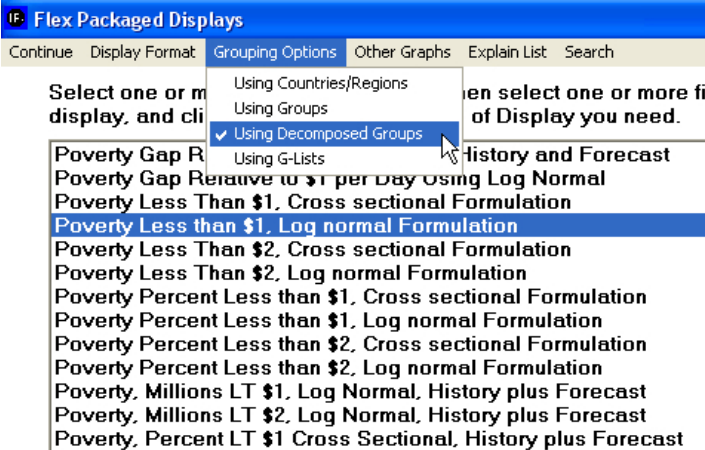 IFs Flex Packaged Displays
Continue Display Format Grouping Options Other Graphs Explain List Search
Select one or m en select one or more fi
display, and cli of Display you need.
Using Countries/Regions
Using Groups
Using Decomposed Groups
Using G-Lists
Poverty Gap R History and Forecast
Poverty Gap Relative to $1 per Day Using Log Normal
Poverty Less Than $1, Cross sectional Formulation
Poverty Less than $1, Log normal Formulation
Poverty Less Than $2, Cross sectional Formulation
Poverty Less Than $2, Log normal Formulation
Poverty Percent Less than $1, Cross sectional Formulation
Poverty Percent Less than $1, Log normal Formulation
Poverty Percent Less than $2, Cross sectional Formulation
Poverty Percent Less than $2, Log normal Formulation
Poverty, Millions LT $1, Log Normal, History plus Forecast
Poverty, Millions LT $2, Log Normal, History plus Forecast
Poverty, Percent LT $1 Cross Sectional, History plus Forecast